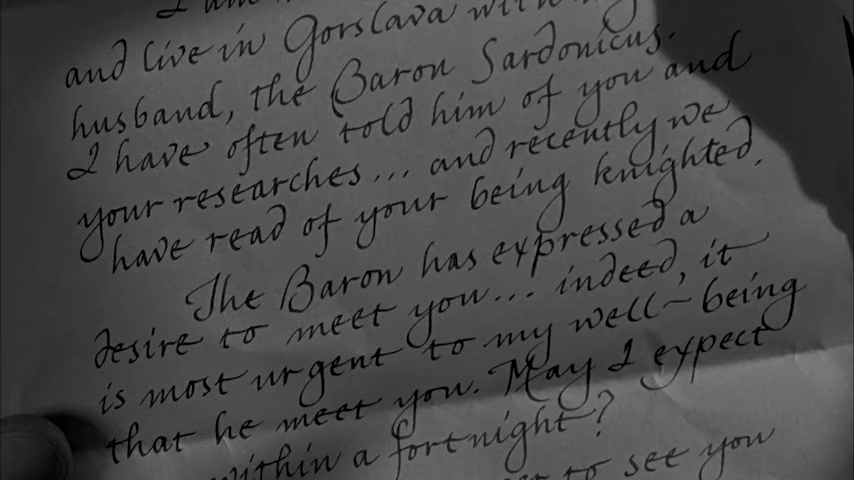 I am
and live in Gorslava with my
husband, the Baron Sardonicus.
I have often told him of you and
your researches... and recently we
have read of your being knighted.
The Baron has expressed a
desire to meet you... indeed, it
is most urgent to my well-being
that he meet you. May I expect
within a fortnight?
to see you